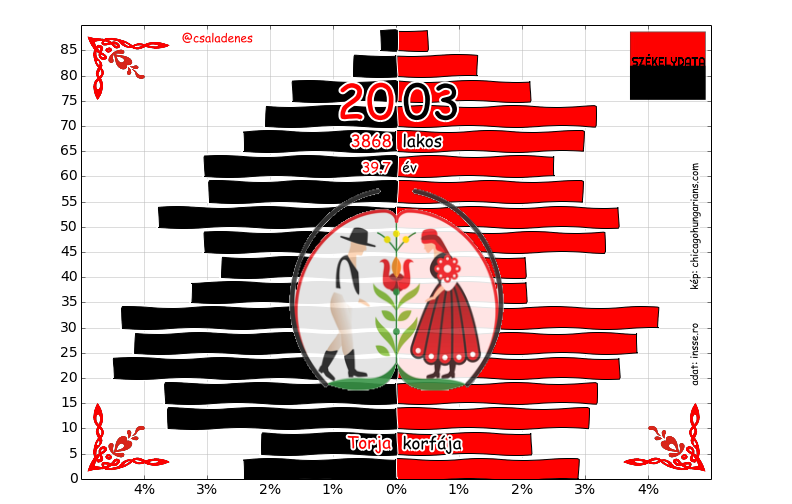 @csaladenes
SZÉKELYDATA
2003
3868 lakos
39.7 év
kép: chicagohungarians.com
adat: insse.ro
Torja korfája
85
80
75
70
65
60
55
50
45
40
35
30
25
20
15
10
5
0
4% 3% 2% 1% 0% 1% 2% 3% 4%